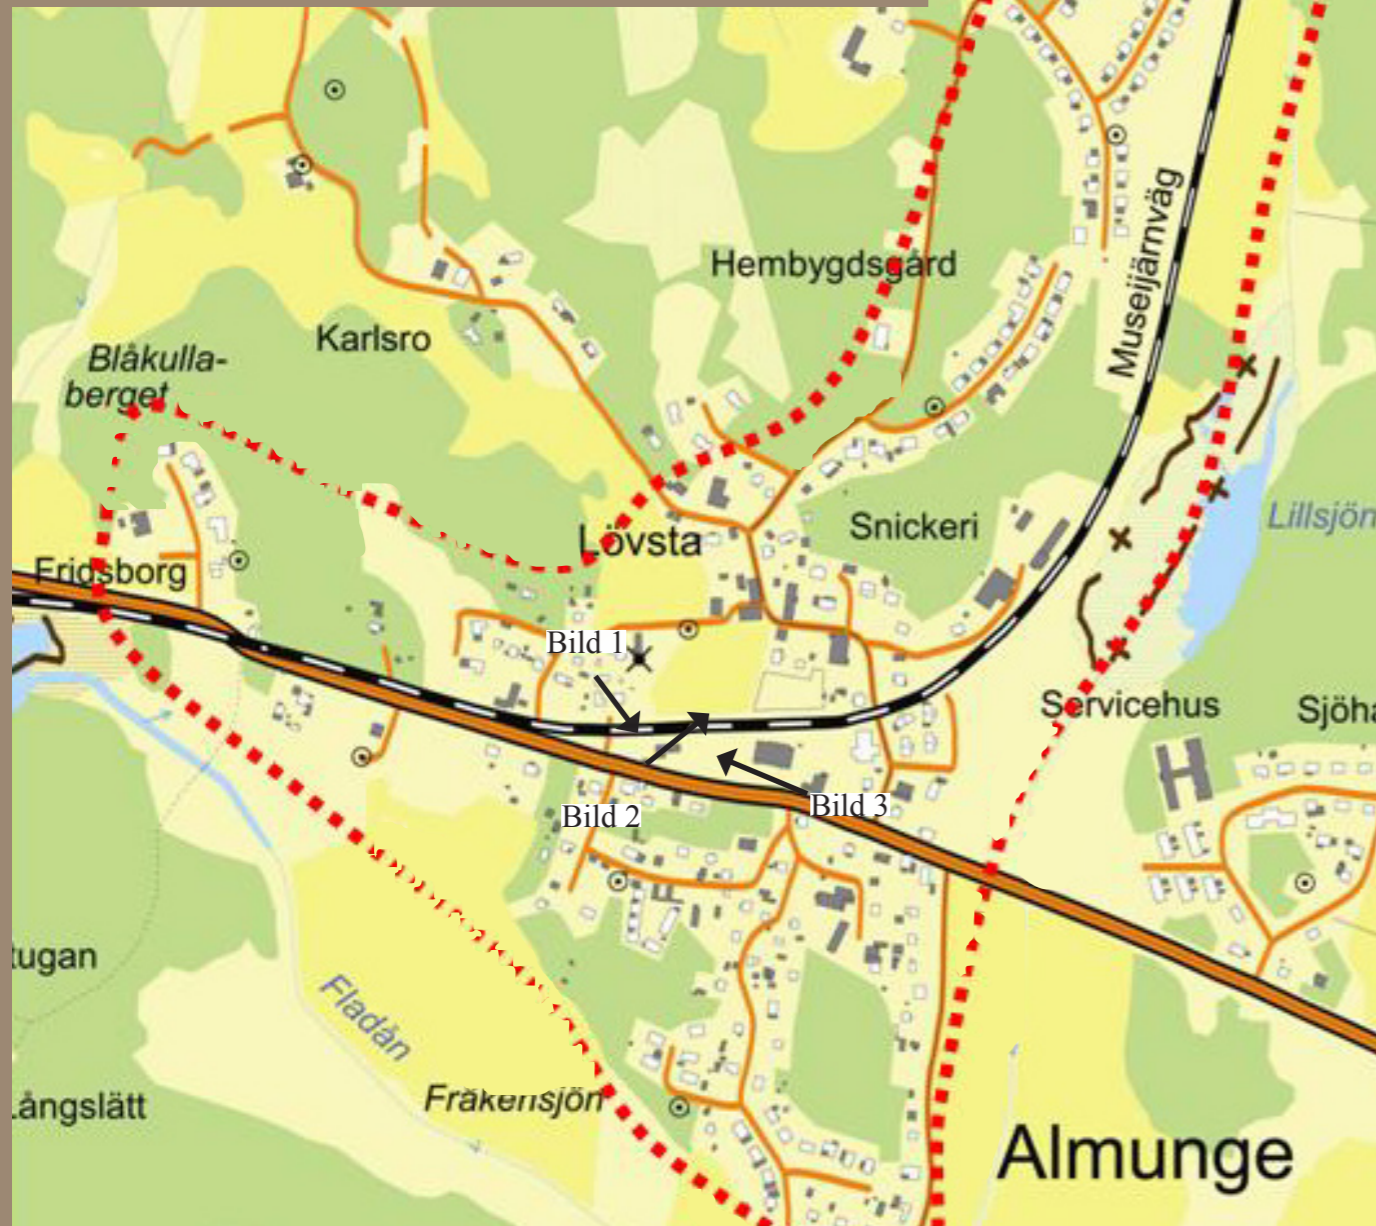 Hembygdsgård
Museijärnväg
Karlsro
Blåkulla-
berget
Lövsta
Snickeri
Lillsjön
Fridsborg
Bild 1
Servicehus
Sjöha
Bild 3
Bild 2
tugan
Fladån
Fräkensjön
Långslätt
Almunge